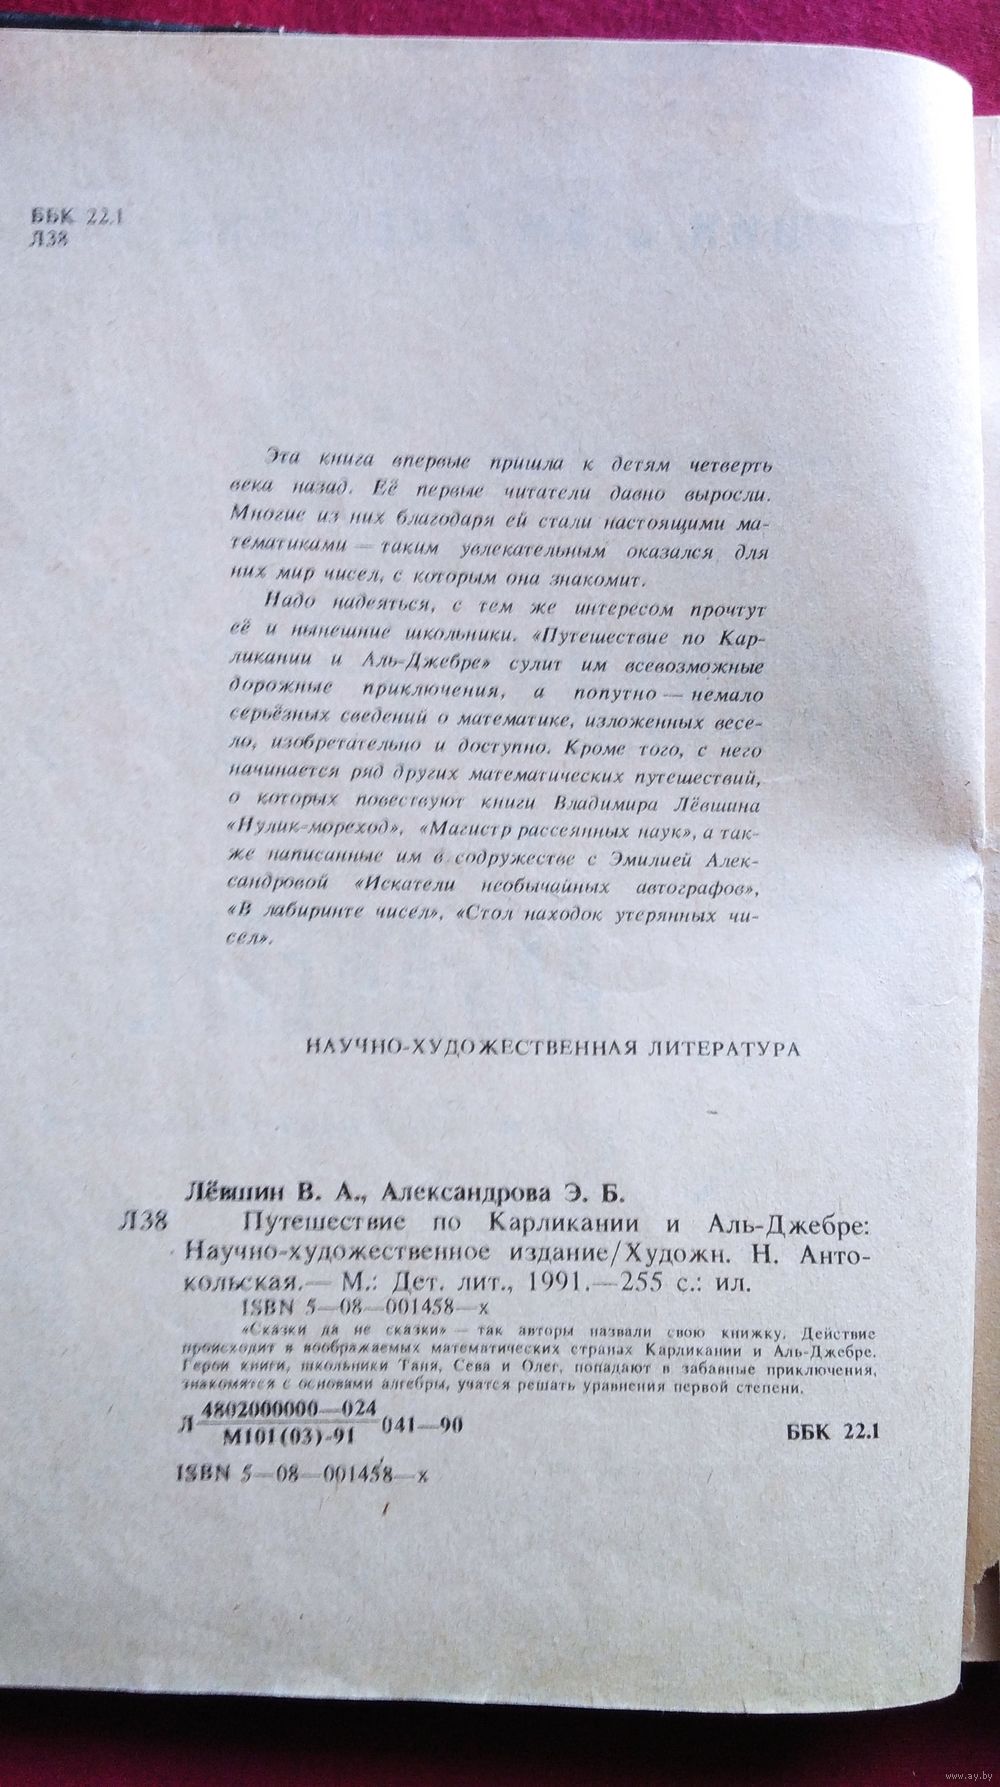 ББК 22.1
Л38
Эта книга впервые пришла к детям четверть
века назад. Её первые читатели давно выросли.
Многие из них благодаря ей стали настоящими ма-
тематиками — таким увлекательным оказался для
них мир чисел, с которым она знакомит.
Надо надеяться, с тем же интересом прочтут
её и нынешние школьники. «Путешествие по Кар-
ликании и Аль-Джебре» сулит им всевозможные
дорожные приключения, а попутно — немало
серьёзных сведений о математике, изложенных весе-
ло, изобретательно и доступно. Кроме того, с него
начинается ряд других математических путешествий,
о которых повествуют книги Владимира Лёвшина
«Нулик-мореход», «Магистр рассеянных наук», а так-
же написанные им в содружестве с Эмилией Алек-
сандровой «Искатели необычайных автографов»,
«В лабиринте чисел», «Стол находок утерянных чи-
сел».
НАУЧНО-ХУДОЖЕСТВЕННАЯ ЛИТЕРАТУРА
Лёвшин В. А., Александрова Э. Б.
Л38 Путешествие по Карликании и Аль-Джебре:
Научно-художественное издание/Художн. Н. Анто-
кольская.— М.: Дет. лит., 1991.—255 с.: ил.
ISBN 5—08—001458—х
«Сказки да не сказки» — так авторы назвали свою книжку. Действие
происходит в воображаемых математических странах Карликании и Аль-Джебре.
Герои книги, школьники Таня, Сева и Олег, попадают в забавные приключения,
знакомятся с основами алгебры, учатся решать уравнения первой степени.
4802000000—024
Л 041—90
М101(03)-91
ББК 22.1
ISBN 5—08—001458—х
www.ay.by